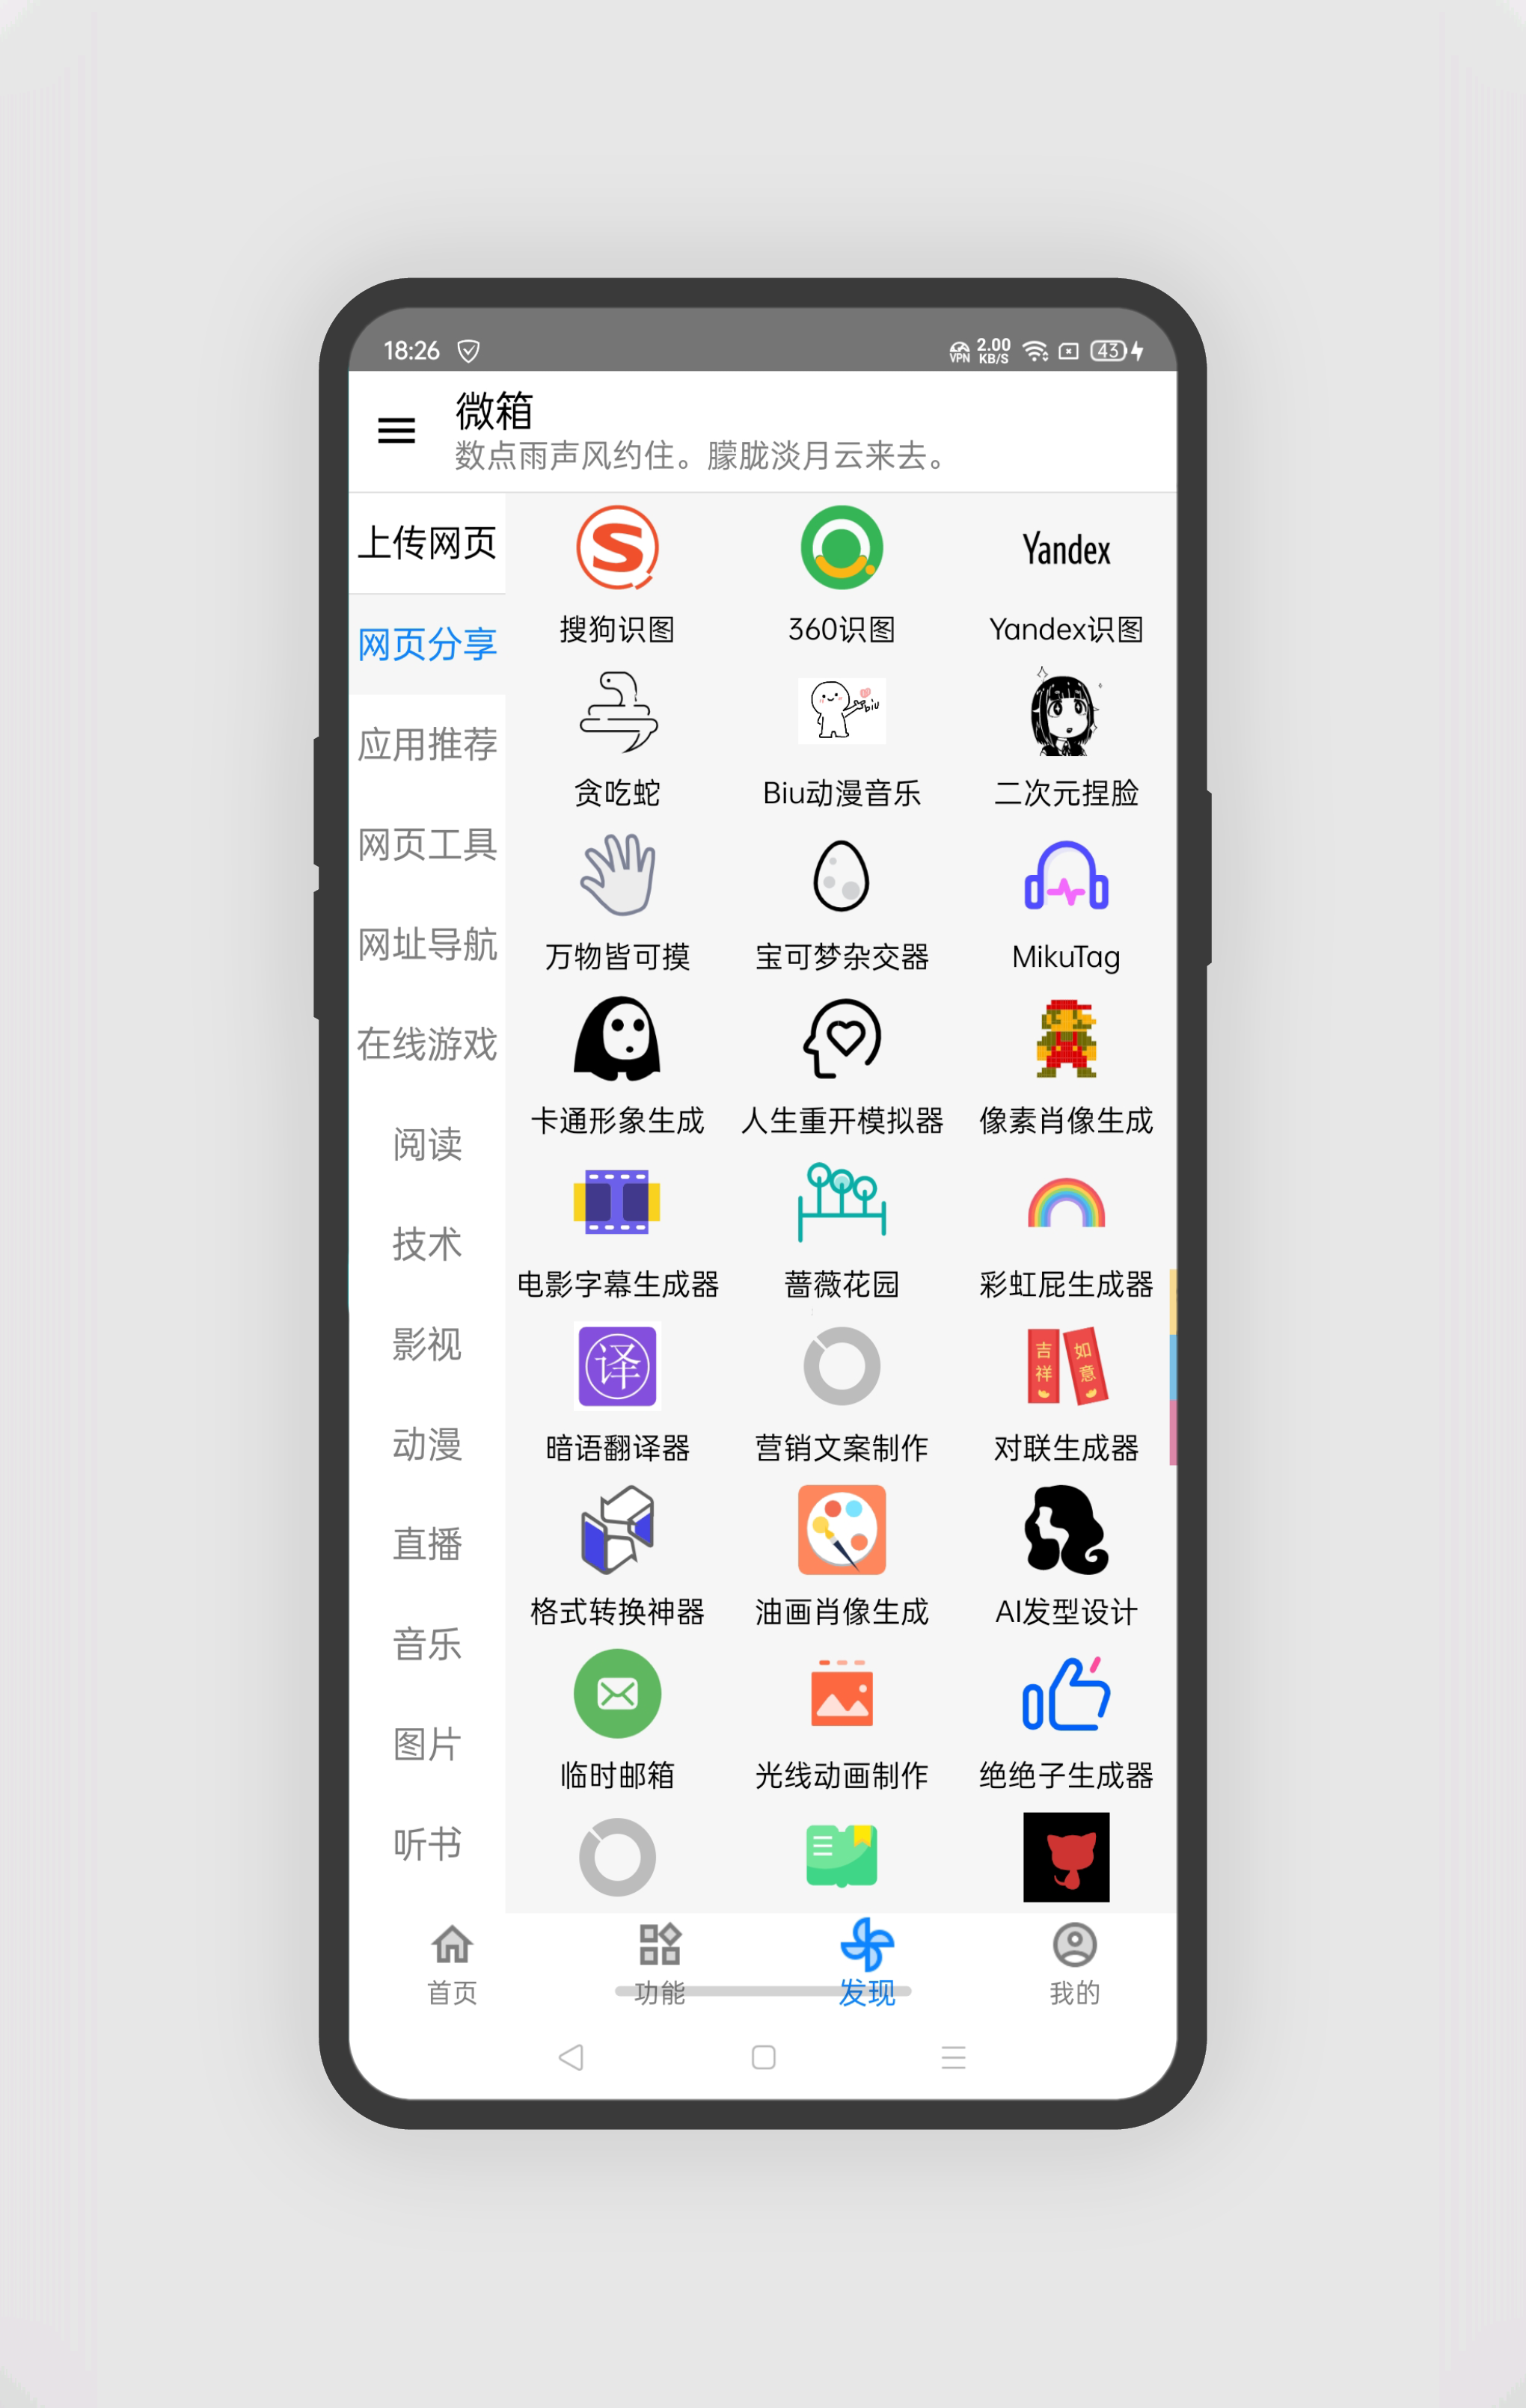 18:26
VPN
2.00
KB/S
43
微箱
数点雨声风约住。朦胧淡月云来去。
上传网页
网页分享
应用推荐
网页工具
网址导航
在线游戏
阅读
技术
影视
动漫
直播
音乐
图片
听书
Yandex
搜狗识图
360识图
Yandex识图
biu
贪吃蛇
Biu动漫音乐
二次元捏脸
万物皆可摸
宝可梦杂交器
MikuTag
卡通形象生成
人生重开模拟器
像素肖像生成
电影字幕生成器
蔷薇花园
彩虹屁生成器
译
吉祥
如意
暗语翻译器
营销文案制作
对联生成器
格式转换神器
油画肖像生成
AI发型设计
临时邮箱
光线动画制作
绝绝子生成器
首页
功能
发现
我的